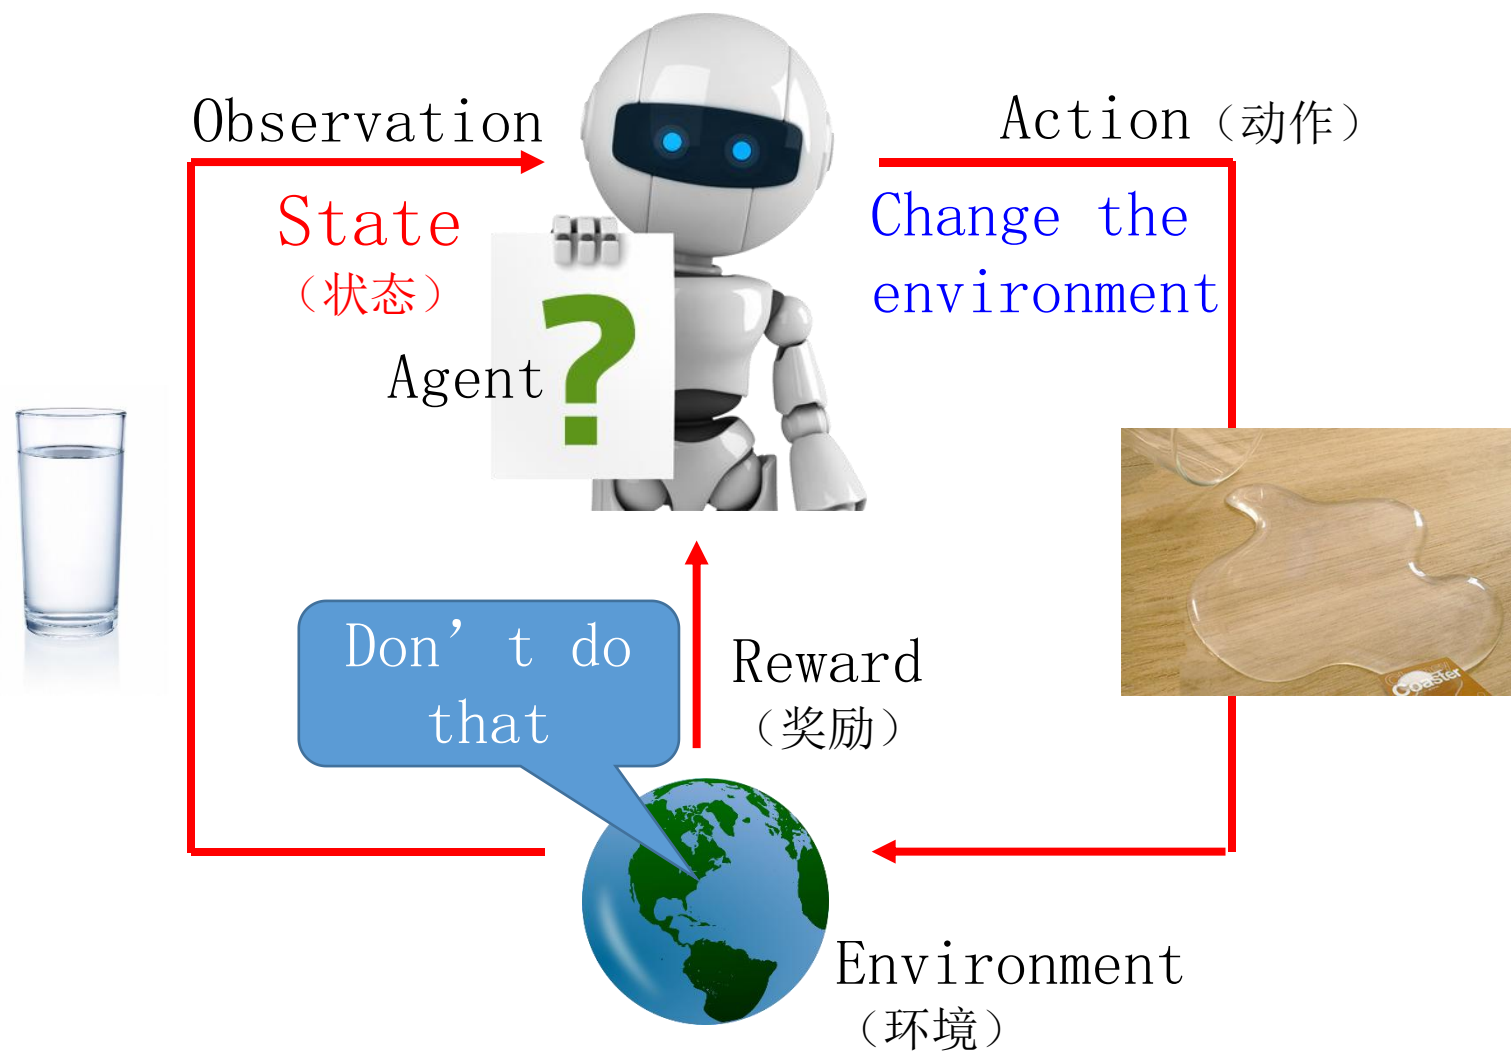 Observation
Action（动作）
State
（状态）
Change the
environment
Agent
?
Don't do
that
Reward
（奖励）
Coaster
Environment
（环境）